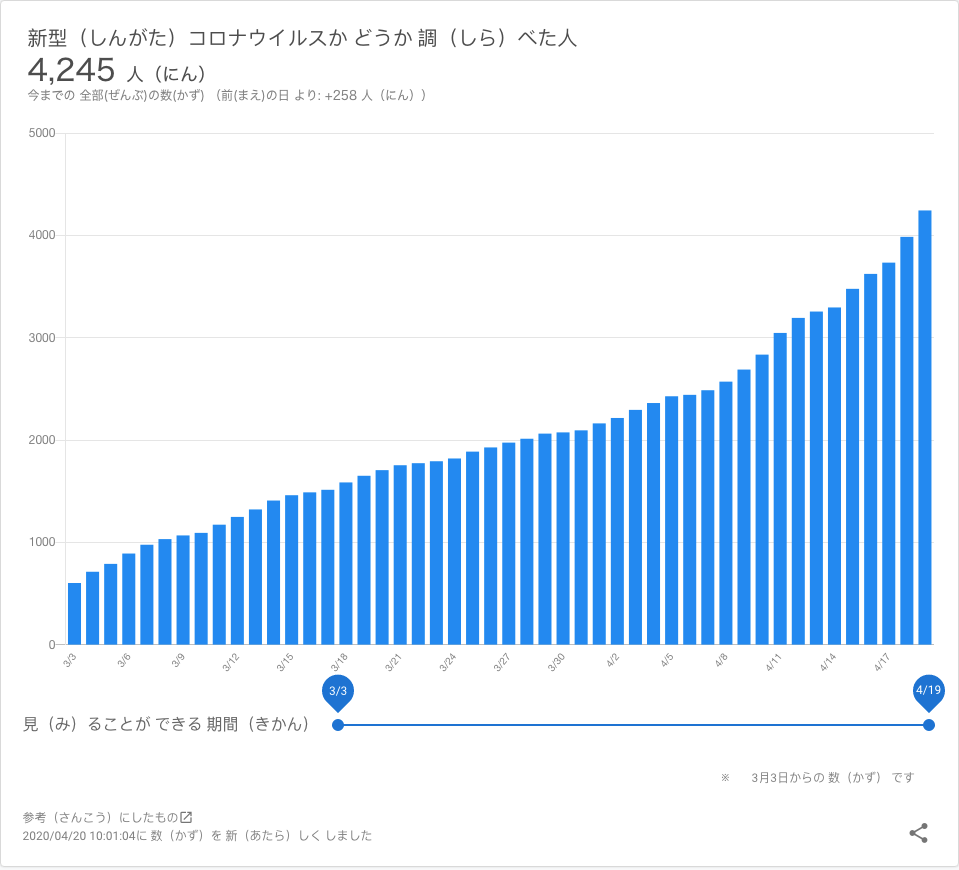 新型（しんがた）コロナウイルスか どうか 調（しら）べた人
4,245 人（にん）
今までの 全部(ぜんぶ)の数(かず) （前(まえ)の日 より: +258 人（にん））
5000
4000
3000
2000
1000
0
3/3 3/6 3/9 3/12 3/15 3/18 3/21 3/24 3/27 3/30 4/2 4/5 4/8 4/11 4/14 4/17
3/3 4/19
見（み）ることが できる 期間（きかん）
※ 3月3日からの 数（かず） です
参考（さんこう）にしたもの
2020/04/20 10:01:04に 数（かず）を 新（あたら）しく しました